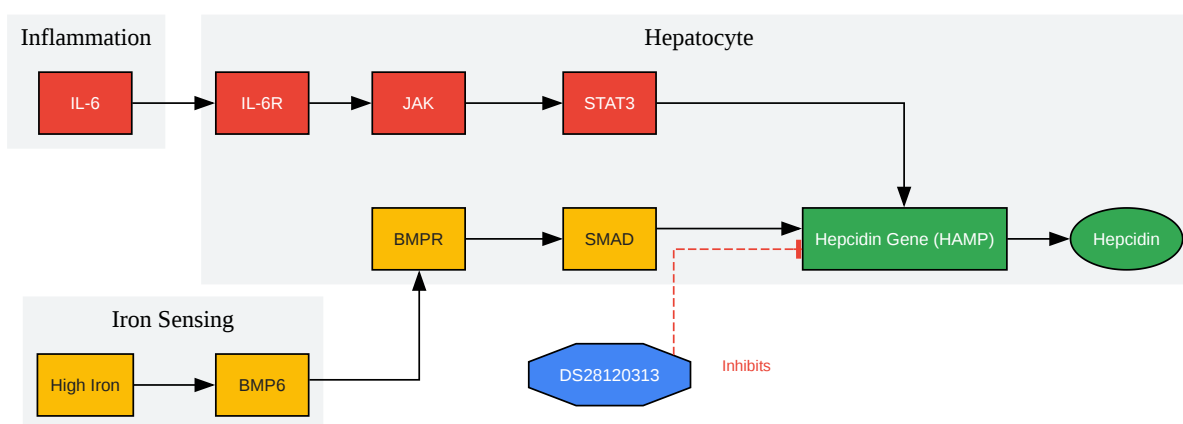 Inflammation
Hepatocyte
IL-6
IL-6R
JAK
STAT3
BMPR
SMAD
Hepcidin Gene (HAMP)
Hepcidin
Iron Sensing
High Iron
BMP6
DS28120313
Inhibits